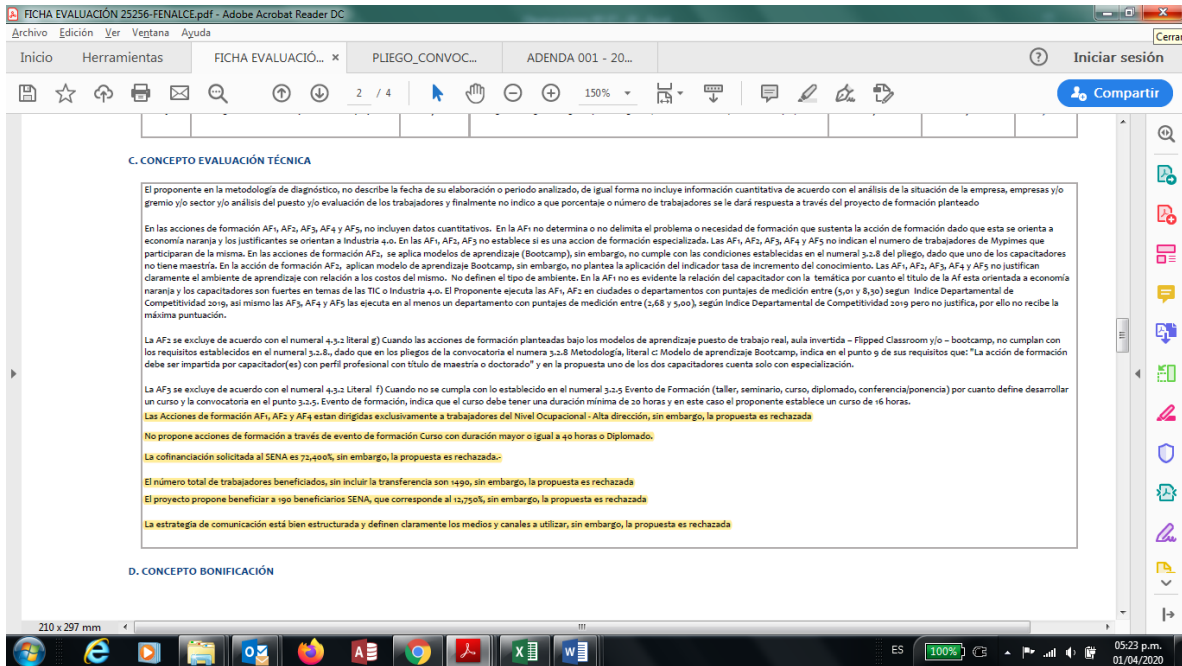 FICHA EVALUACIÓN 25256-FENALCE.pdf - Adobe Acrobat Reader DC
Archivo Edición Ver Ventana Ayuda
Cerrar
Inicio Herramientas FICHA EVALUACIÓ... × PLIEGO_CONVOC... ADENDA 001 - 20... Iniciar sesión
2 / 4 150% Compartir
C. CONCEPTO EVALUACIÓN TÉCNICA
El proponente en la metodología de diagnóstico, no describe la fecha de su elaboración o periodo analizado, de igual forma no incluye información cuantitativa de acuerdo con el análisis de la situación de la empresa, empresas y/o
gremio y/o sector y/o análisis del puesto y/o evaluación de los trabajadores y finalmente no indico a que porcentaje o número de trabajadores se le dará respuesta a través del proyecto de formación planteado
En las acciones de formación AF1, AF2, AF3, AF4 y AF5, no incluyen datos cuantitativos. En la AF1 no determina o no delimita el problema o necesidad de formación que sustenta la acción de formación dado que esta se orienta a
economía naranja y los justificantes se orientan a Industria 4.0. En las AF1, AF2, AF3 no establece si es una accion de formación especializada. Las AF1, AF2, AF3, AF4 y AF5 no indican el numero de trabajadores de Mypimes que
participaran de la misma. En las acciones de formación AF2, se aplica modelos de aprendizaje (Bootcamp), sin embargo, no cumple con las condiciones establecidas en el numeral 3.2.8 del pliego, dado que uno de los capacitadores
no tiene maestría. En la acción de formación AF2, aplican modelo de aprendizaje Bootcamp, sin embargo, no plantea la aplicación del indicador tasa de incremento del conocimiento. Las AF1, AF2, AF3, AF4 y AF5 no justifican
claramente el ambiente de aprendizaje con relación a los costos del mismo. No definen el tipo de ambiente. En la AF1 no es evidente la relación del capacitador con la temática por cuanto el título de la Af esta orientada a economía
naranja y los capacitadores son fuertes en temas de las TIC o Industria 4.0. El Proponente ejecuta las AF1, AF2 en ciudades o departamentos con puntajes de medición entre (5,01 y 8,30) segun Indice Departamental de
Competitividad 2019, asi mismo las AF3, AF4 y AF5 las ejecuta en al menos un departamento con puntajes de medición entre (2,68 y 5,00), según Indice Departamental de Competitividad 2019 pero no justifica, por ello no recibe la
máxima puntuación.
La AF2 se excluye de acuerdo con el numeral 4.3.2 literal g) Cuando las acciones de formación planteadas bajo los modelos de aprendizaje puesto de trabajo real, aula invertida – Flipped Classroom y/o – bootcamp, no cumplan con
los requisitos establecidos en el numeral 3.2.8., dado que en los pliegos de la convocatoria el numera 3.2.8 Metodología, literal c: Modelo de aprendizaje Bootcamp, indica en el punto 9 de sus requisitos que: "La acción de formación
debe ser impartida por capacitador(es) con perfil profesional con título de maestría o doctorado" y en la propuesta uno de los dos capacitadores cuenta solo con especialización.
La AF3 se excluye de acuerdo con el numeral 4.3.2 Literal f) Cuando no se cumpla con lo establecido en el numeral 3.2.5 Evento de Formación (taller, seminario, curso, diplomado, conferencia/ponencia) por cuanto define desarrollar
un curso y la convocatoria en el punto 3.2.5. Evento de formación, indica que el curso debe tener una duración mínima de 20 horas y en este caso el proponente establece un curso de 16 horas.
Las Acciones de formación AF1, AF2 y AF4 estan dirigidas exclusivamente a trabajadores del Nivel Ocupacional - Alta dirección, sin embargo, la propuesta es rechazada
No propone acciones de formación a través de evento de formación Curso con duración mayor o igual a 40 horas o Diplomado.
La cofinanciación solicitada al SENA es 72,400%, sin embargo, la propuesta es rechazada.-
El número total de trabajadores beneficiados, sin incluir la transferencia son 1490, sin embargo, la propuesta es rechazada
El proyecto propone beneficiar a 190 beneficiarios SENA, que corresponde al 12,750%, sin embargo, la propuesta es rechazada
La estrategia de comunicación está bien estructurada y definen claramente los medios y canales a utilizar, sin embargo, la propuesta es rechazada
D. CONCEPTO BONIFICACIÓN
210 x 297 mm
ES 100% 05:23 p.m.
01/04/2020